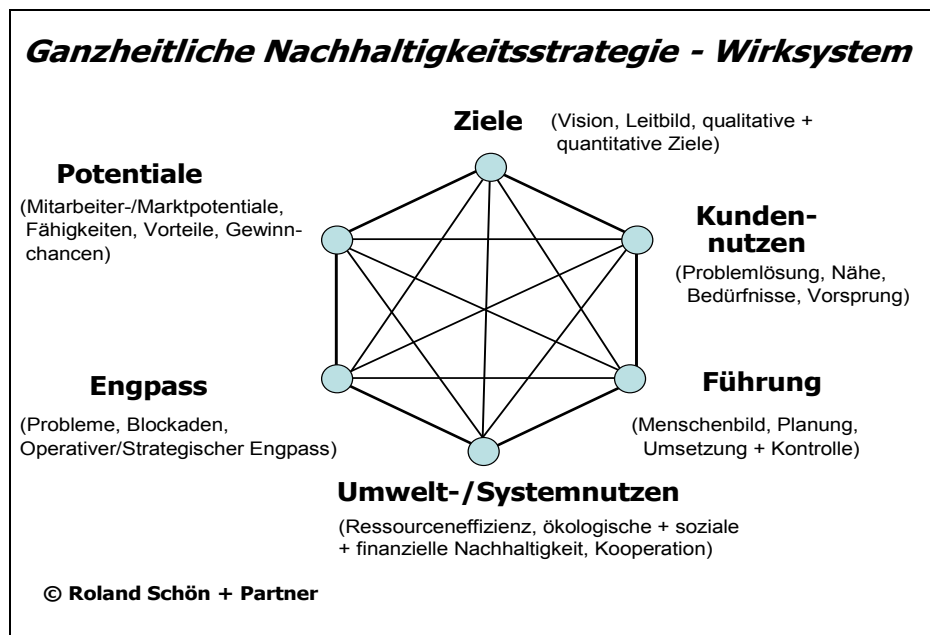 Ganzheitliche Nachhaltigkeitsstrategie - Wirksystem
Ziele
(Vision, Leitbild, qualitative +
quantitative Ziele)
Potentiale
(Mitarbeiter-/Marktpotentiale,
Fähigkeiten, Vorteile, Gewinn-
chancen)
Kunden-
nutzen
(Problemlösung, Nähe,
Bedürfnisse, Vorsprung)
Engpass
(Probleme, Blockaden,
Operativer/Strategischer Engpass)
Führung
(Menschenbild, Planung,
Umsetzung + Kontrolle)
Umwelt-/Systemnutzen
(Ressourceneffizienz, ökologische + soziale
+ finanzielle Nachhaltigkeit, Kooperation)
© Roland Schön + Partner